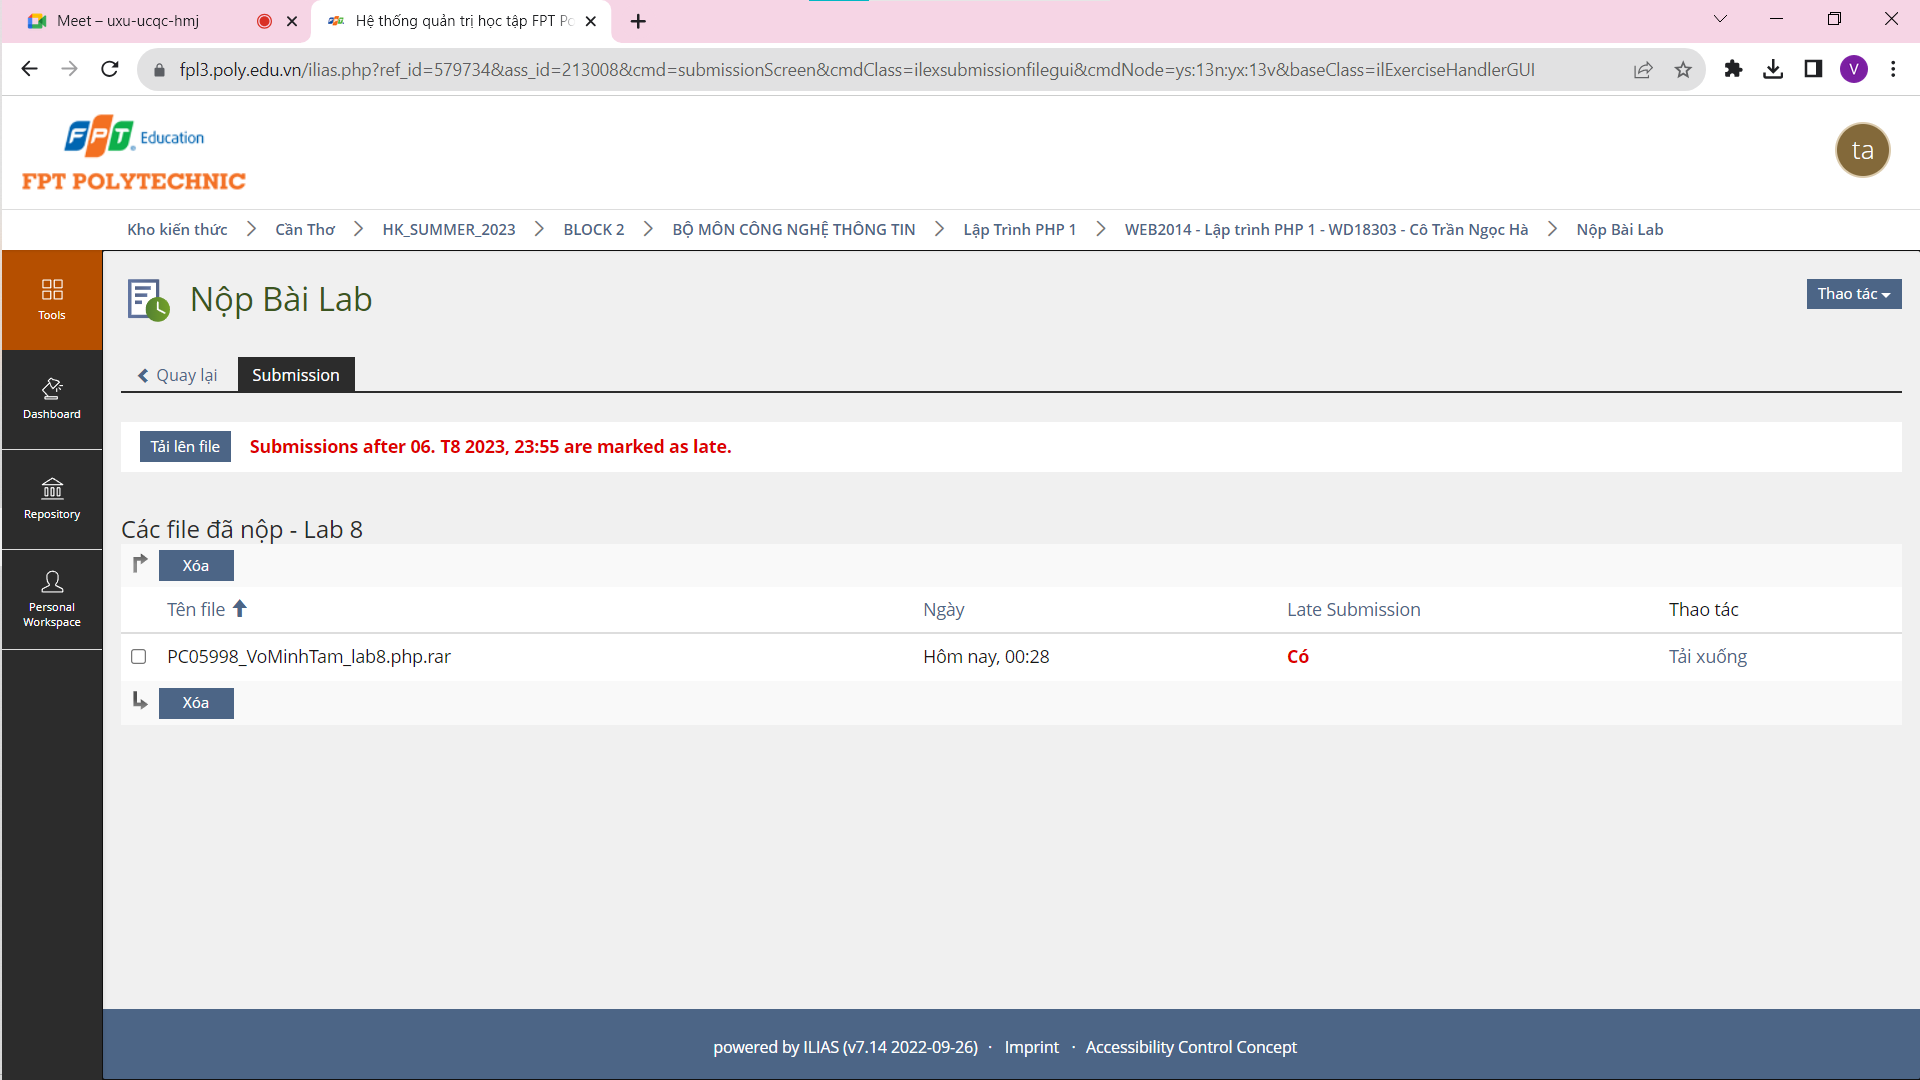 Meet – uxu-ucqc-hmj
Hệ thống quản trị học tập FPT Po
fpl3.poly.edu.vn/ilias.php?ref_id=579734&ass_id=213008&cmd=submissionScreen&cmdClass=ilexsubmissionfilegui&cmdNode=ys:13n:yx:13v&baseClass=ilExerciseHandlerGUI
V
FPT Education
FPT POLYTECHNIC
ta
Kho kiến thức > Cần Thơ > HK_SUMMER_2023 > BLOCK 2 > BỘ MÔN CÔNG NGHỆ THÔNG TIN > Lập Trình PHP 1 > WEB2014 - Lập trình PHP 1 - WD18303 - Cô Trần Ngọc Hà > Nộp Bài Lab
Tools
Dashboard
Repository
Personal
Workspace
Nộp Bài Lab
Thao tác
Quay lại
Submission
Tải lên file
Submissions after 06. T8 2023, 23:55 are marked as late.
Các file đã nộp - Lab 8
Xóa
Tên file Ngày Late Submission Thao tác
PC05998_VoMinhTam_lab8.php.rar Hôm nay, 00:28 Có Tải xuống
Xóa
powered by ILIAS (v7.14 2022-09-26) · Imprint · Accessibility Control Concept